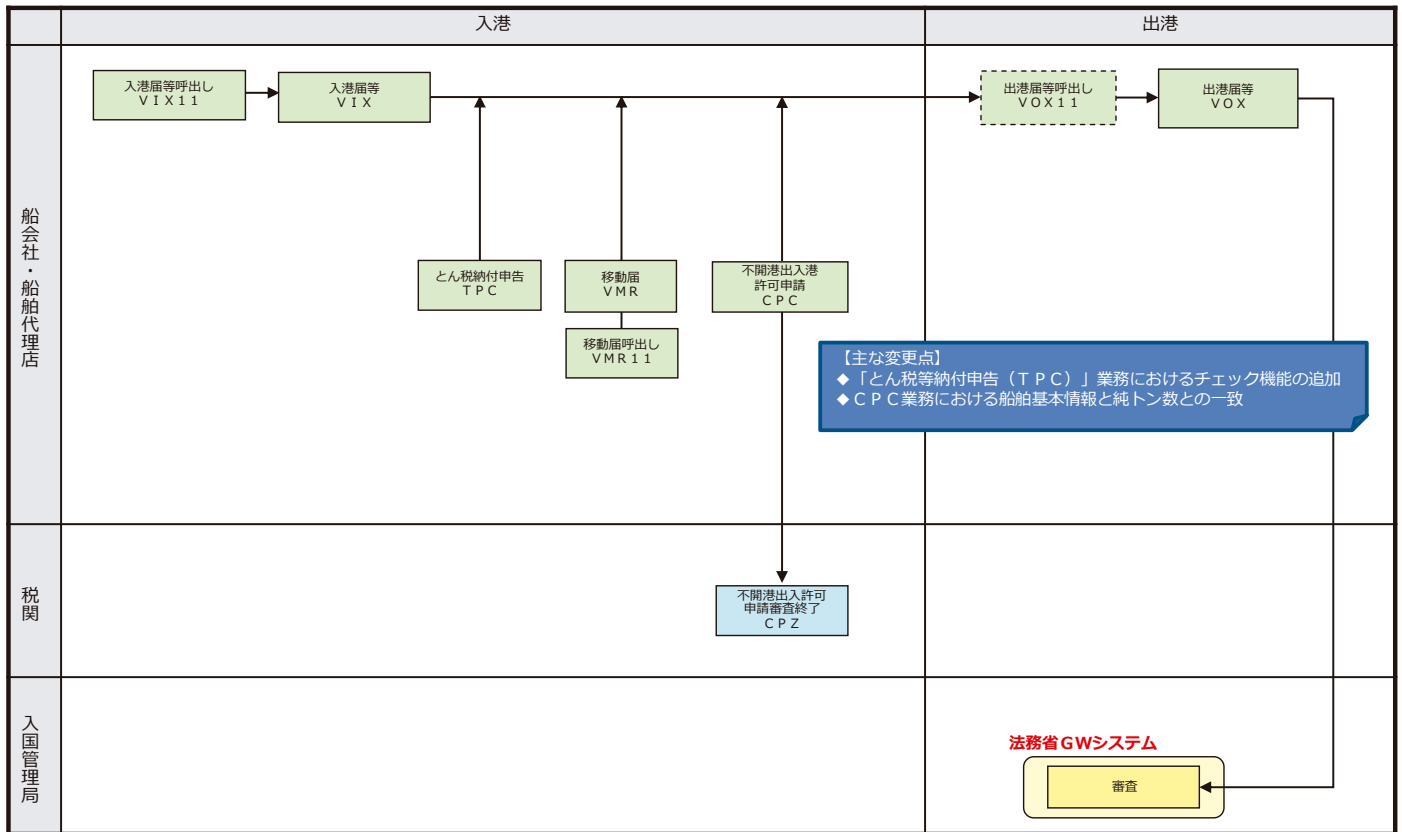 入港
出港
船会社・船舶代理店
入港届等呼出し
ＶＩＸ１１
入港届等
ＶＩＸ
出港届等呼出し
ＶＯＸ１１
出港届等
ＶＯＸ
とん税納付申告
ＴＰＣ
移動届
ＶＭＲ
移動届呼出し
ＶＭＲ１１
不開港出入港
許可申請
ＣＰＣ
【主な変更点】
◆「とん税等納付申告（ＴＰＣ）」業務におけるチェック機能の追加
◆ＣＰＣ業務における船舶基本情報と純トン数との一致
税関
不開港出入許可
申請審査終了
ＣＰＺ
入国管理局
法務省ＧＷシステム
審査